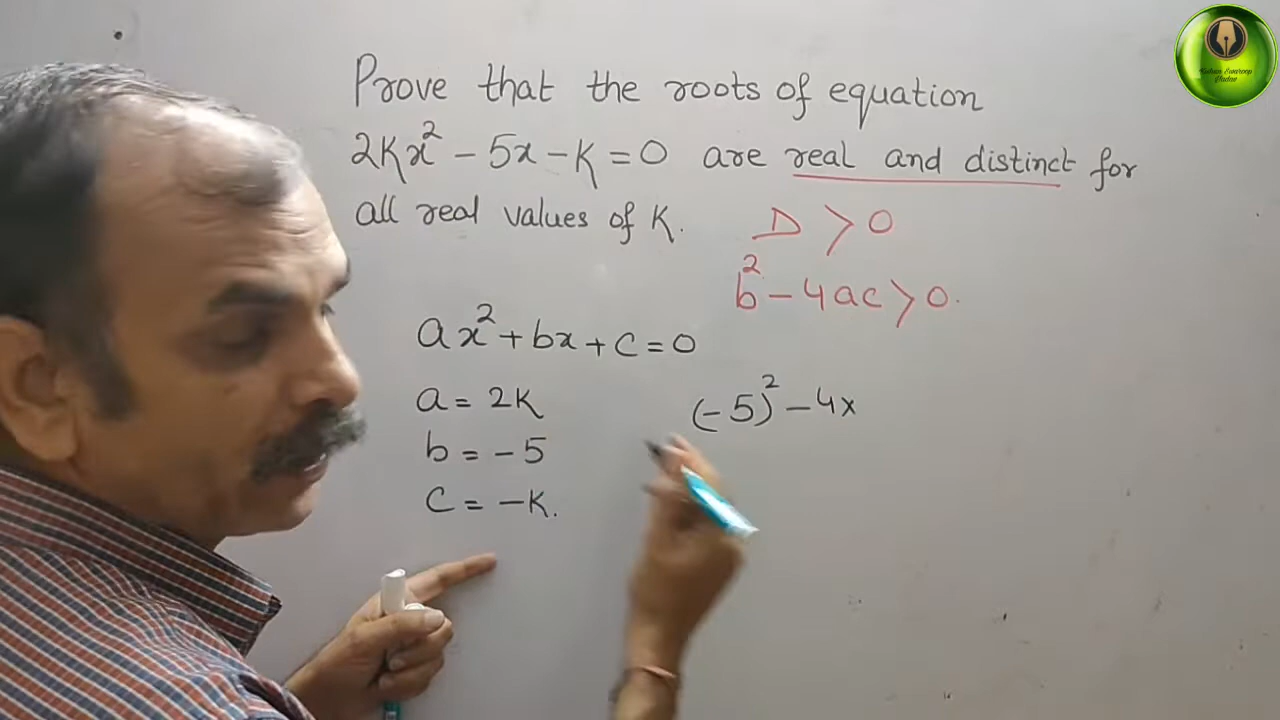 Prove that the roots of equation
2Kx² - 5x - K = 0 are real and distinct for
all real values of K.
D > 0
b² - 4ac > 0.
ax² + bx + c = 0
a = 2K
(-5)² - 4x
b = -5
c = -K.